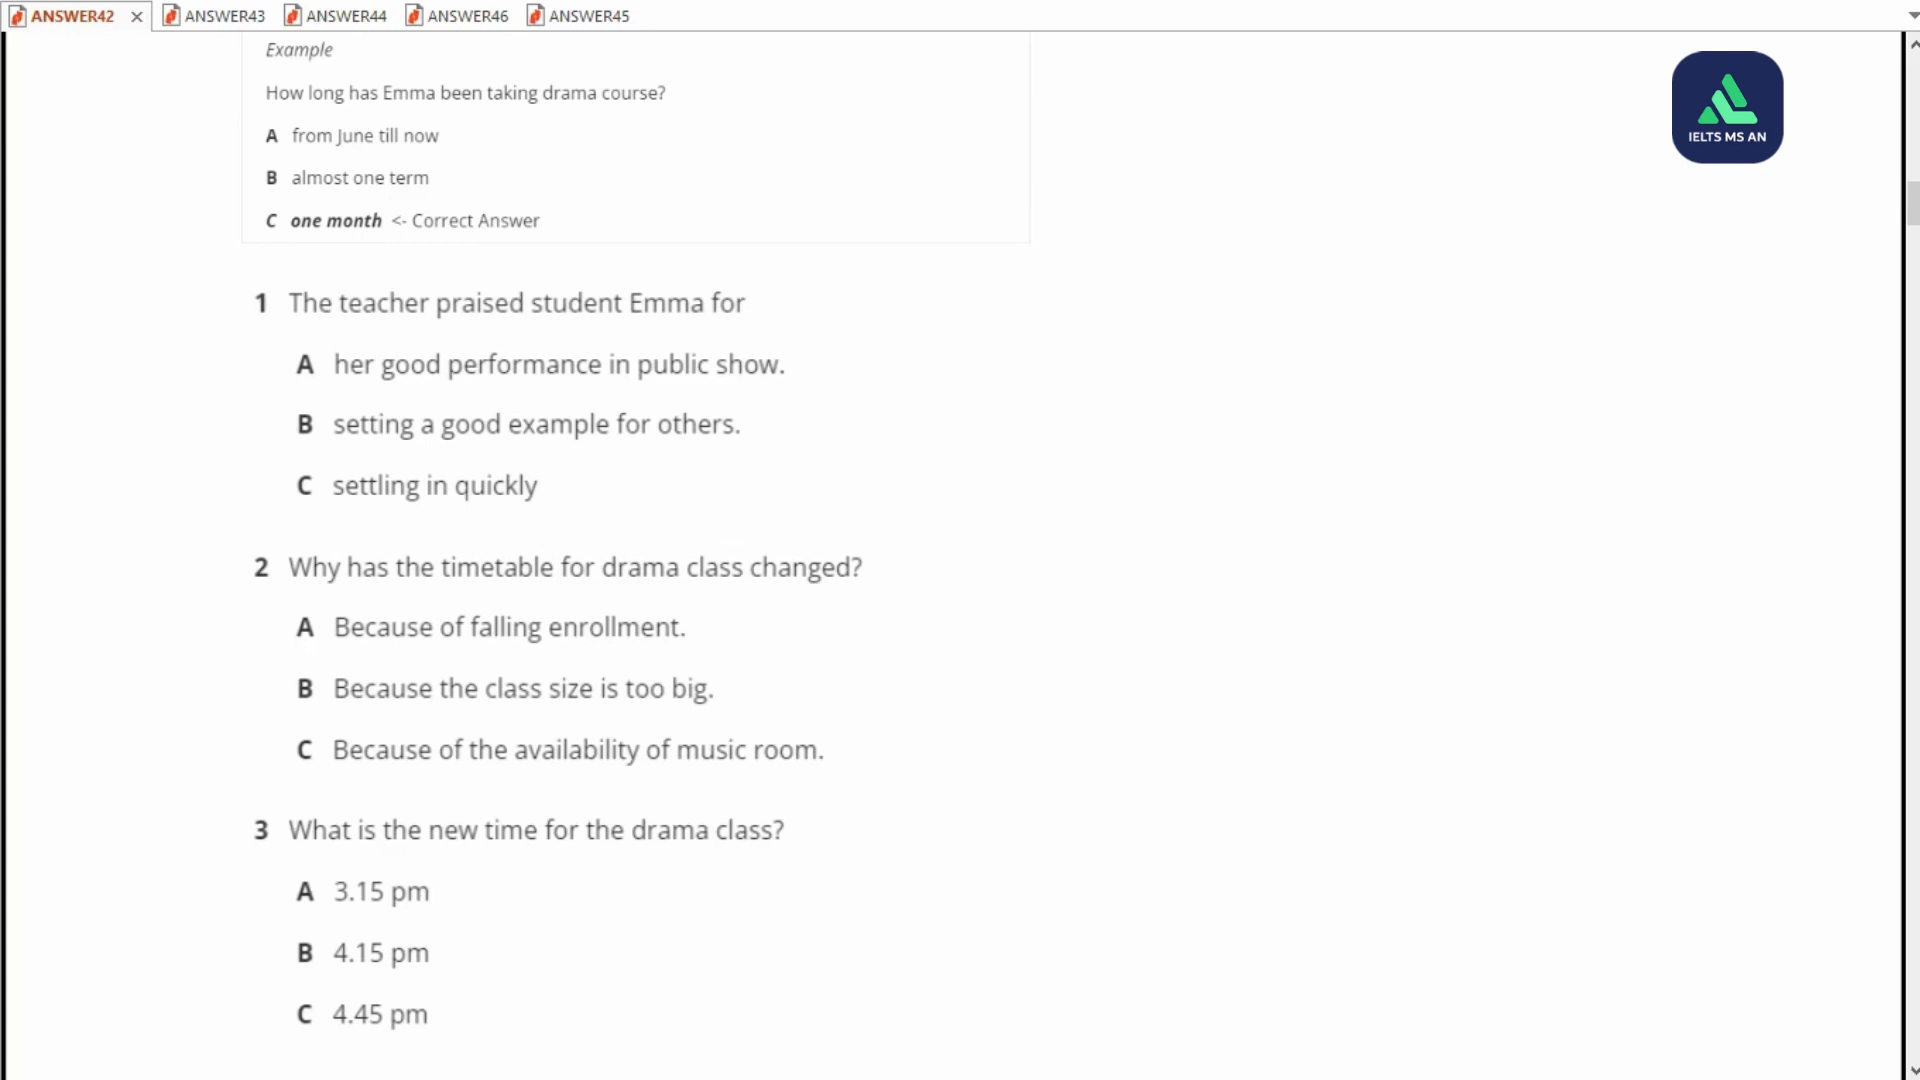 ANSWER42 ANSWER43 ANSWER44 ANSWER46 ANSWER45
Example
How long has Emma been taking drama course?
A from June till now
B almost one term
C one month <- Correct Answer
IELTS MS AN
1 The teacher praised student Emma for
A her good performance in public show.
B setting a good example for others.
C settling in quickly
2 Why has the timetable for drama class changed?
A Because of falling enrollment.
B Because the class size is too big.
C Because of the availability of music room.
3 What is the new time for the drama class?
A 3.15 pm
B 4.15 pm
C 4.45 pm